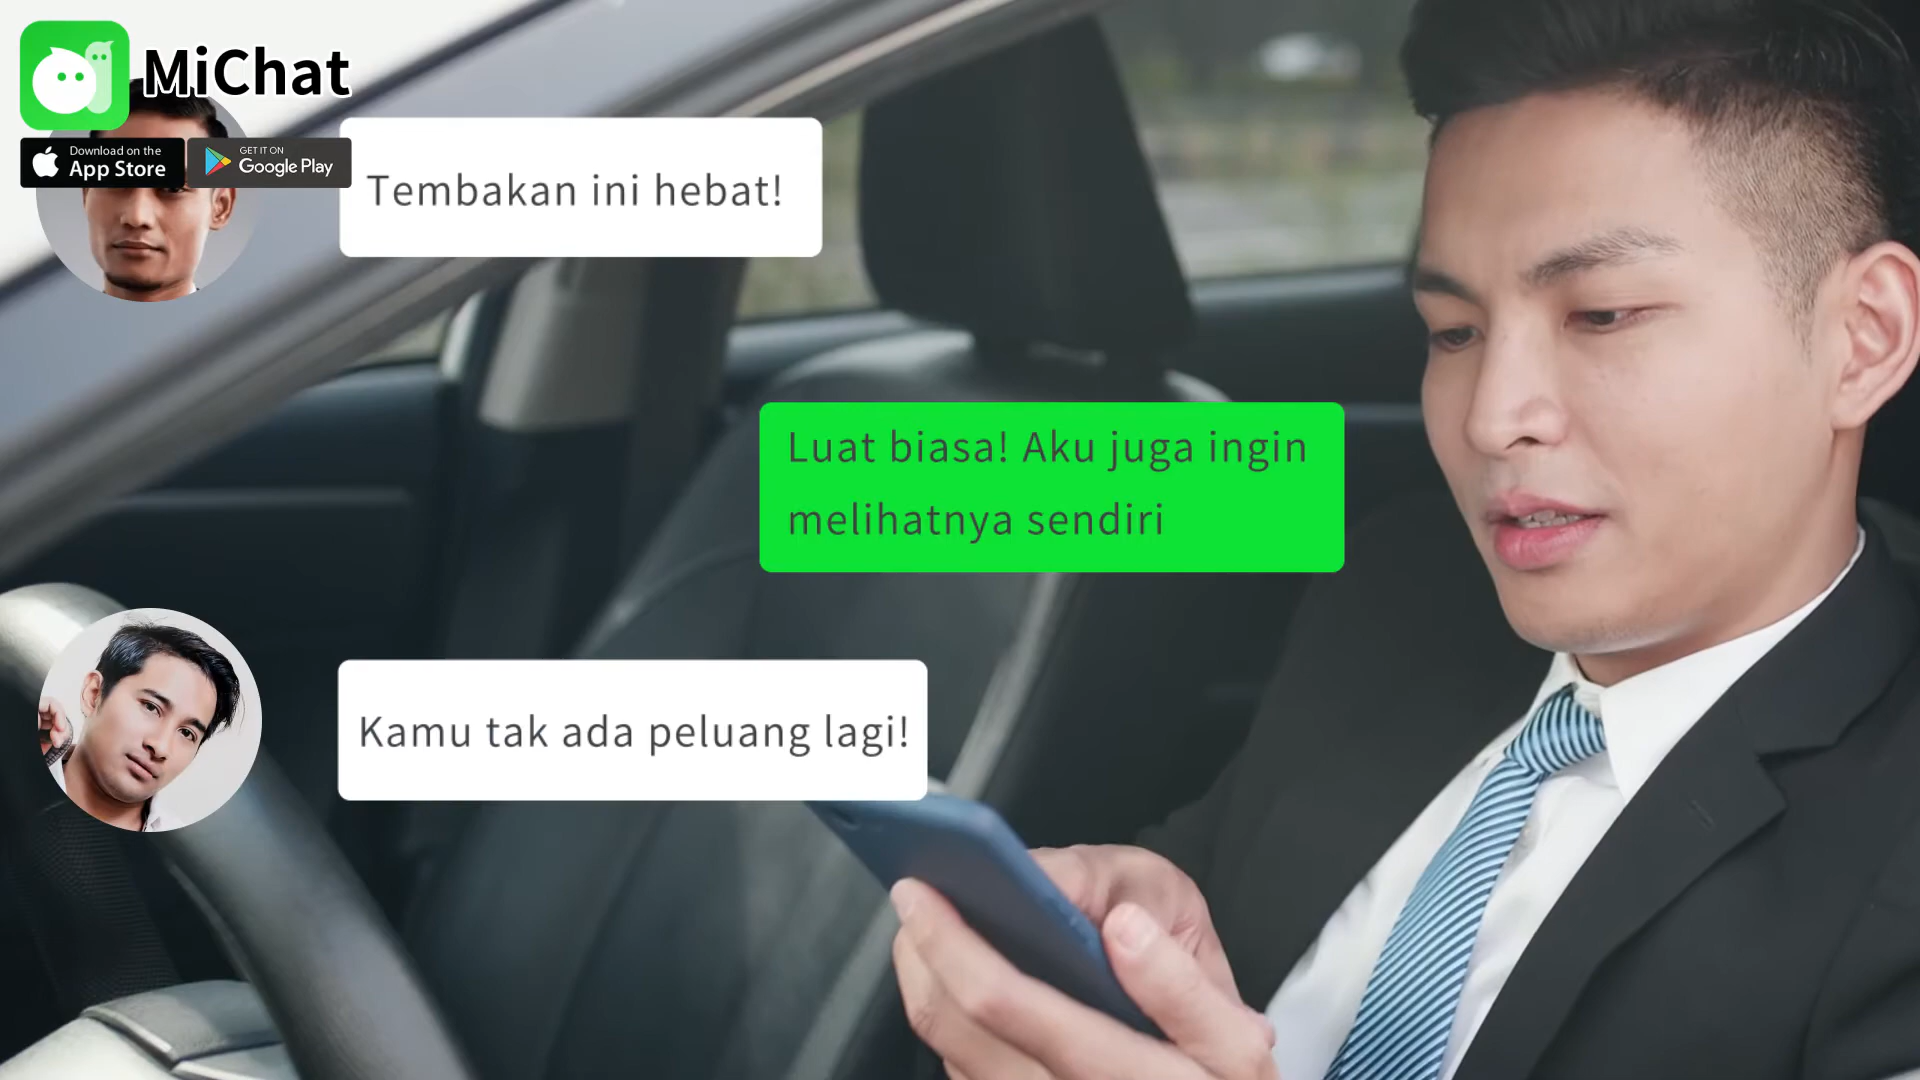 MiChat
Download on the
App Store
GET IT ON
Google Play
Tembakan ini hebat!
Luat biasa! Aku juga ingin
melihatnya sendiri
Kamu tak ada peluang lagi!